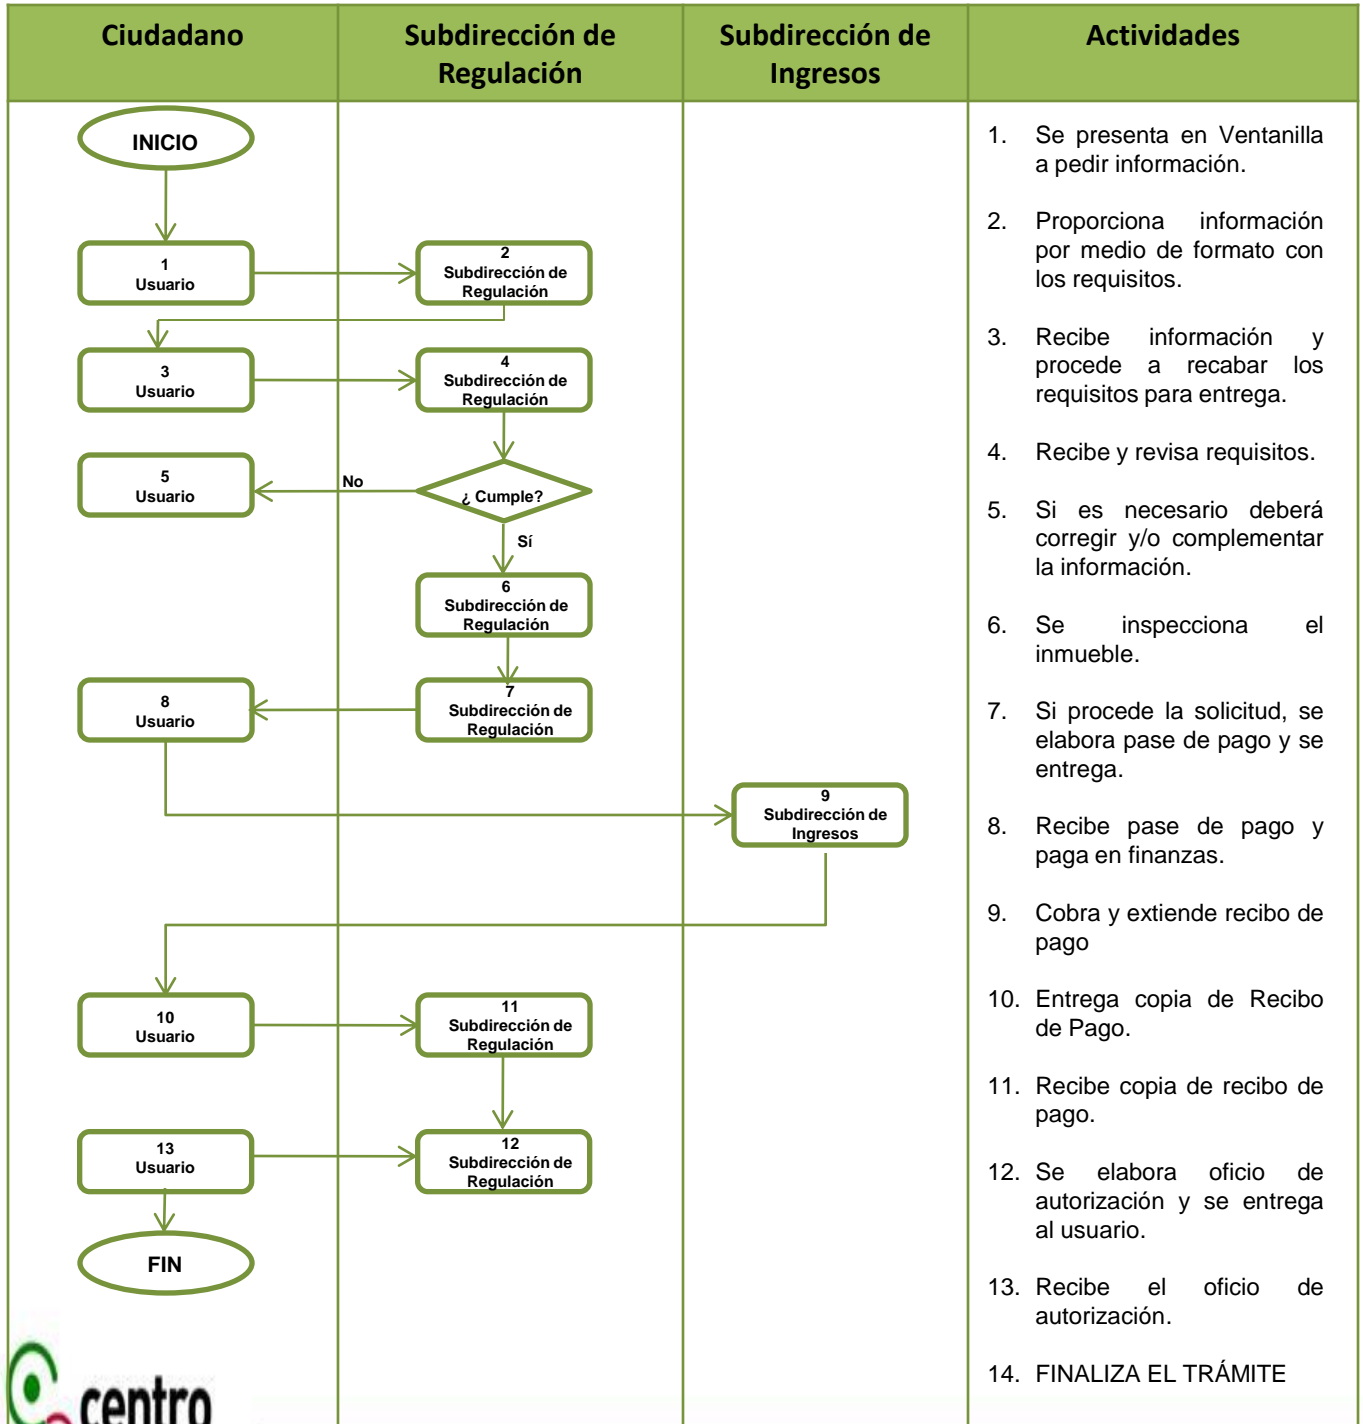 Ciudadano
Subdirección de
Regulación
Subdirección de
Ingresos
Actividades
INICIO
1
Usuario
2
Subdirección de
Regulación
3
Usuario
4
Subdirección de
Regulación
5
Usuario
No
¿ Cumple?
Sí
6
Subdirección de
Regulación
7
Subdirección de
Regulación
8
Usuario
9
Subdirección de
Ingresos
10
Usuario
11
Subdirección de
Regulación
12
Subdirección de
Regulación
13
Usuario
FIN
1. Se presenta en Ventanilla
a pedir información.
2. Proporciona información
por medio de formato con
los requisitos.
3. Recibe información y
procede a recabar los
requisitos para entrega.
4. Recibe y revisa requisitos.
5. Si es necesario deberá
corregir y/o complementar
la información.
6. Se inspecciona el
inmueble.
7. Si procede la solicitud, se
elabora pase de pago y se
entrega.
8. Recibe pase de pago y
paga en finanzas.
9. Cobra y extiende recibo de
pago
10. Entrega copia de Recibo
de Pago.
11. Recibe copia de recibo de
pago.
12. Se elabora oficio de
autorización y se entrega
al usuario.
13. Recibe el oficio de
autorización.
14. FINALIZA EL TRÁMITE
centro